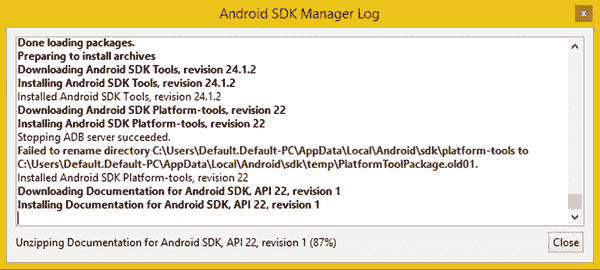 Android SDK Manager Log
x
Done loading packages.
Preparing to install archives
Downloading Android SDK Tools, revision 24.1.2
Installing Android SDK Tools, revision 24.1.2
Installed Android SDK Tools, revision 24.1.2
Downloading Android SDK Platform-tools, revision 22
Installing Android SDK Platform-tools, revision 22
Stopping ADB server succeeded.
Failed to rename directory C:\Users\Default.Default-PC\AppData\Local\Android\sdk\platform-tools to
C:\Users\Default.Default-PC\AppData\Local\Android\sdk\temp\PlatformToolPackage.old01.
Installed Android SDK Platform-tools, revision 22
Downloading Documentation for Android SDK, API 22, revision 1
Installing Documentation for Android SDK, API 22, revision 1
Unzipping Documentation for Android SDK, API 22, revision 1 (87%)
Close